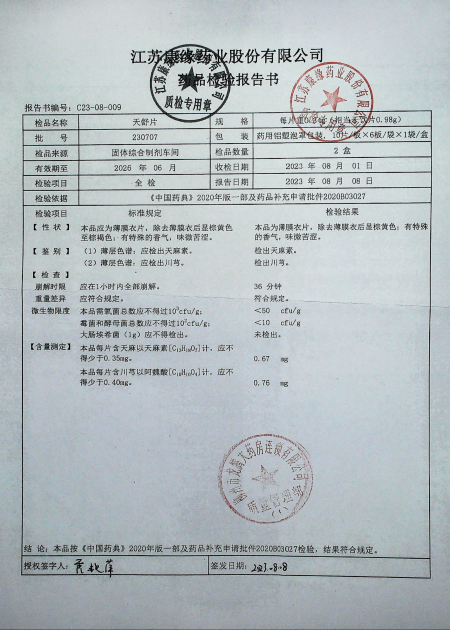 江苏康缘药业股份有限公司
药品检验报告书
质检专用章
报告书编号: C23-08-009
检品名称 天舒片 规 格 每片重0.34g (相当于饮片0.98g)
批 号 230707 包 装 药用铝塑泡罩包装，10片/板×6板/袋×1袋/盒
检品来源 固体综合制剂车间 检品数量 2 盒
有效期至 2026 年 06 月 收检日期 2023 年 08 月 01 日
检验项目 全 检 报告日期 2023 年 08 月 08 日
检验依据 《中国药典》2020年版一部及药品补充申请批件2020B03027
检验项目 标准规定 检验结果
【 性 状 】 本品应为薄膜衣片，除去薄膜衣后显棕黄色 本品为薄膜衣片，除去薄膜衣后显棕黄色；有特殊
至棕褐色；有特殊的香气，味微苦涩。 的香气，味微苦涩。
【 鉴 别 】 （1）薄层色谱：应检出天麻素。 检出天麻素。
（2）薄层色谱：应检出川芎。 检出川芎。
【 检 查 】
崩解时限 应在1小时内全部崩解。 36 分钟
重量差异 应符合规定。 符合规定。
微生物限度 本品需氧菌总数应不得过10³cfu/g; <50 cfu/g
霉菌和酵母菌总数应不得过10²cfu/g; <10 cfu/g
大肠埃希菌（1g）应不得检出。 未检出。
【含量测定】 本品每片含天麻以天麻素[C₁₃H₁₈O₇]计，应不
得少于0.35mg。 0.67 mg
本品每片含川芎以阿魏酸[C₁₀H₁₀O₄]计，应不
得少于0.40mg。 0.76 mg
质量管理
(1)
结 论：本品按《中国药典》2020年版一部及药品补充申请批件2020B03027检验，结果符合规定。
授权签字人： 签发日期： 2023.8.8